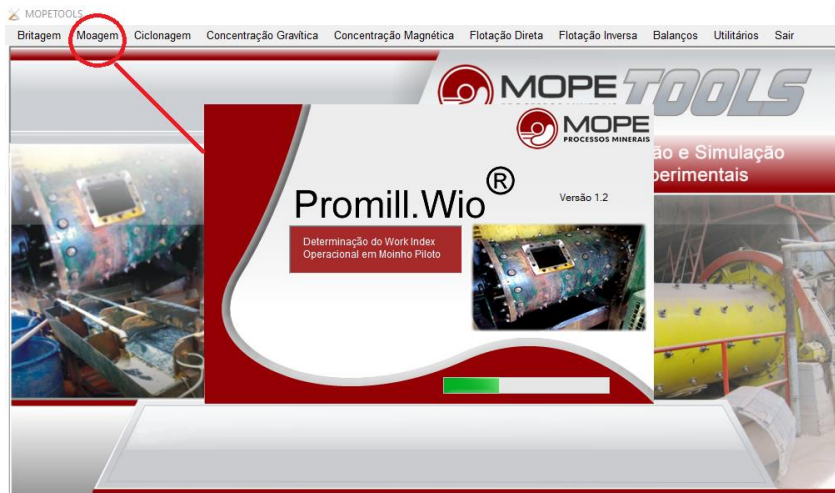 MOPETOOLS
Britagem Moagem Ciclonagem Concentração Gravítica Concentração Magnética Flotação Direta Flotação Inversa Balanços Utilitários Sair
MOPE TOOLS
MOPE
PROCESSOS MINERAIS
ão e Simulação
perimentais
Promill.Wio®
Versão 1.2
Determinação do Work Index
Operacional em Moinho Piloto